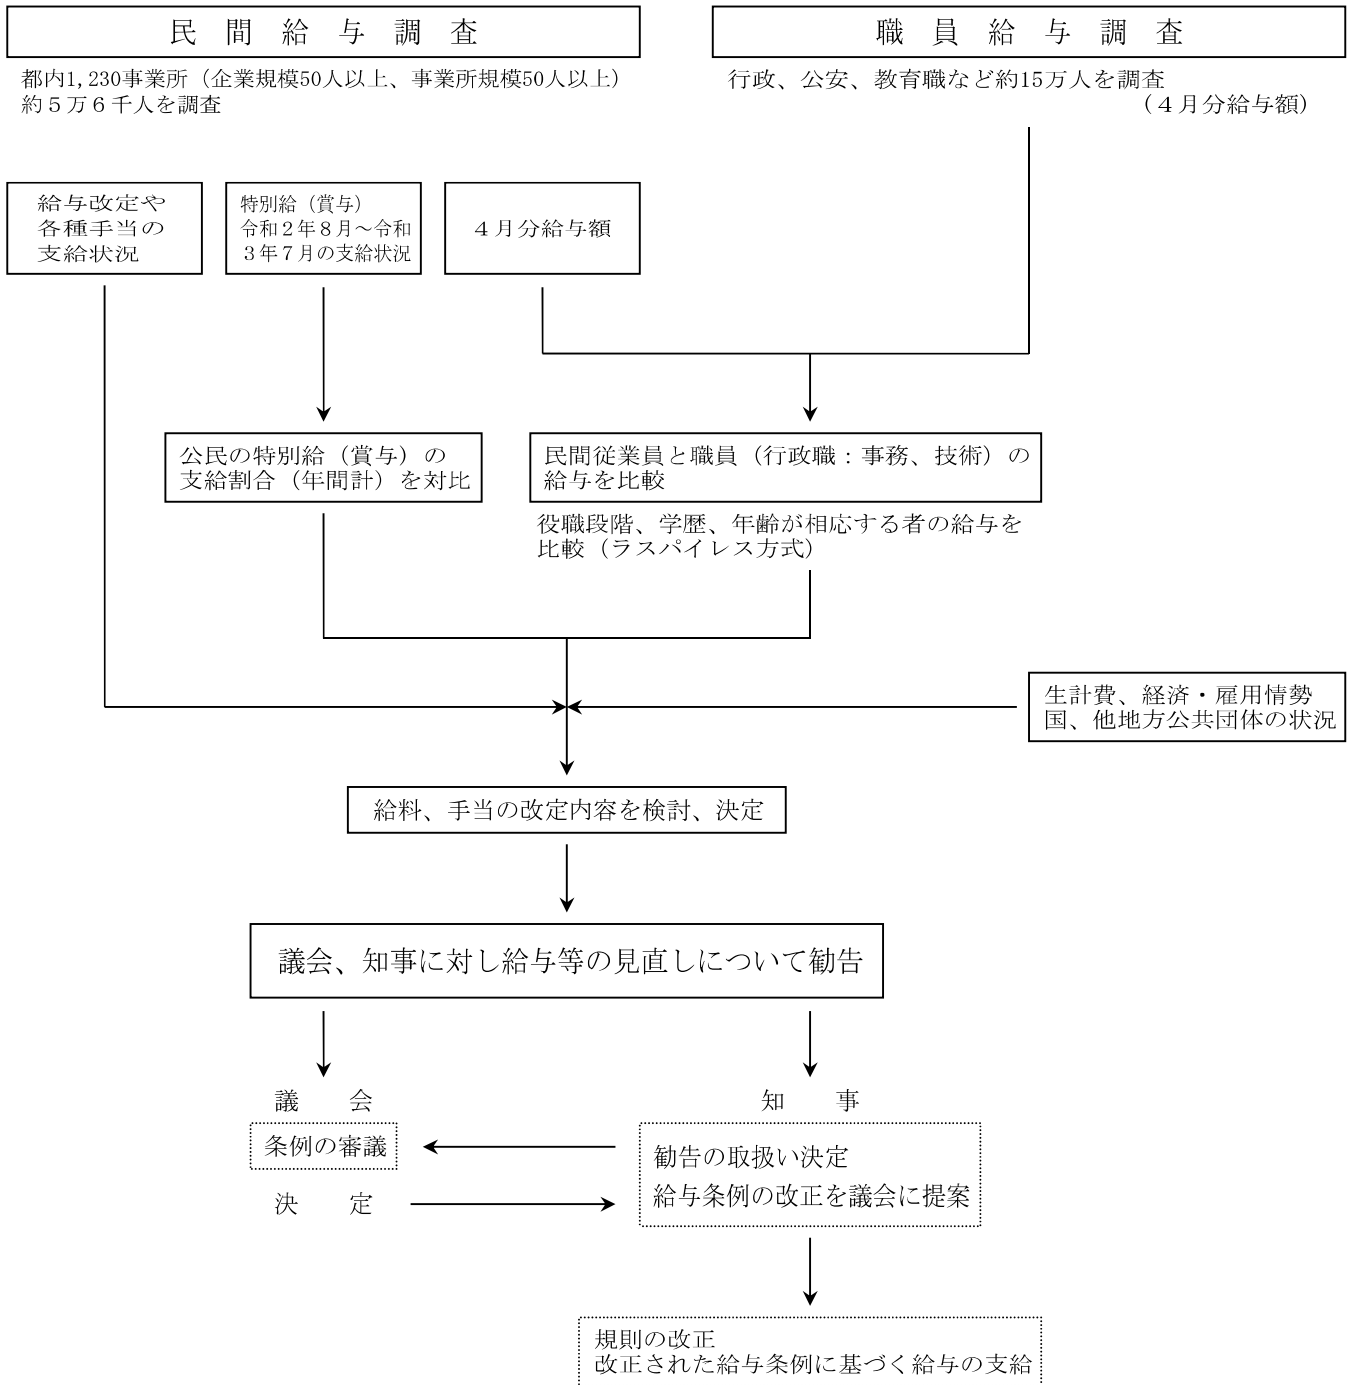 民 間 給 与 調 査
都内1,230事業所（企業規模50人以上、事業所規模50人以上）
約５万６千人を調査
職 員 給 与 調 査
行政、公安、教育職など約15万人を調査
（４月分給与額）
給与改定や
各種手当の
支給状況
特別給（賞与）
令和２年８月～令和
３年７月の支給状況
４月分給与額
公民の特別給（賞与）の
支給割合（年間計）を対比
民間従業員と職員（行政職：事務、技術）の
給与を比較
役職段階、学歴、年齢が相応する者の給与を
比較（ラスパイレス方式）
生計費、経済・雇用情勢
国、他地方公共団体の状況
給料、手当の改定内容を検討、決定
議会、知事に対し給与等の見直しについて勧告
議 会
知 事
条例の審議
決 定
勧告の取扱い決定
給与条例の改正を議会に提案
規則の改正
改正された給与条例に基づく給与の支給